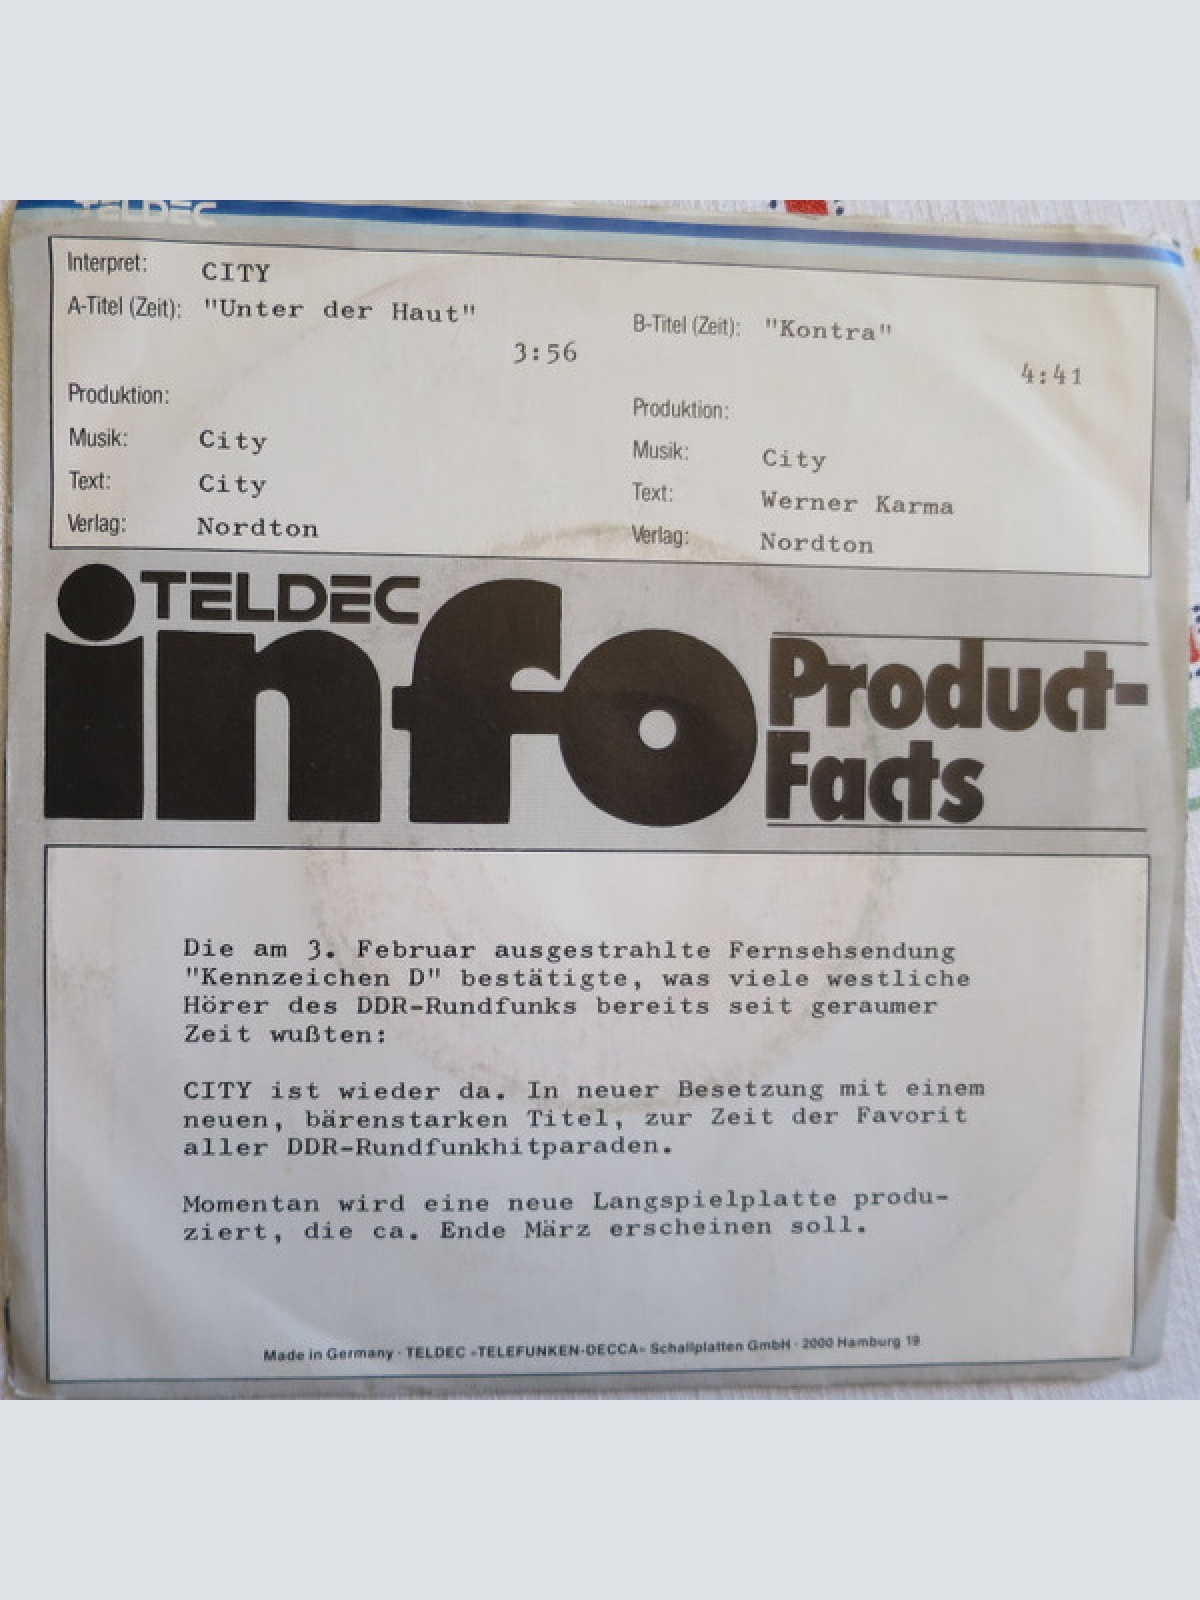 TELDEC
Interpret: CITY
A-Titel (Zeit): "Unter der Haut"
3:56
Produktion:
Musik: City
Text: City
Verlag: Nordton
B-Titel (Zeit): "Kontra"
4:41
Produktion:
Musik: City
Text: Werner Karma
Verlag: Nordton
TELDEC
info
Product-
Facts
Die am 3. Februar ausgestrahlte Fernsehsendung
"Kennzeichen D" bestätigte, was viele westliche
Hörer des DDR-Rundfunks bereits seit geraumer
Zeit wußten:
CITY ist wieder da. In neuer Besetzung mit einem
neuen, bärenstarken Titel, zur Zeit der Favorit
aller DDR-Rundfunkhitparaden.
Momentan wird eine neue Langspielplatte produ-
ziert, die ca. Ende März erscheinen soll.
Made in Germany · TELDEC »TELEFUNKEN-DECCA« Schallplatten GmbH · 2000 Hamburg 19